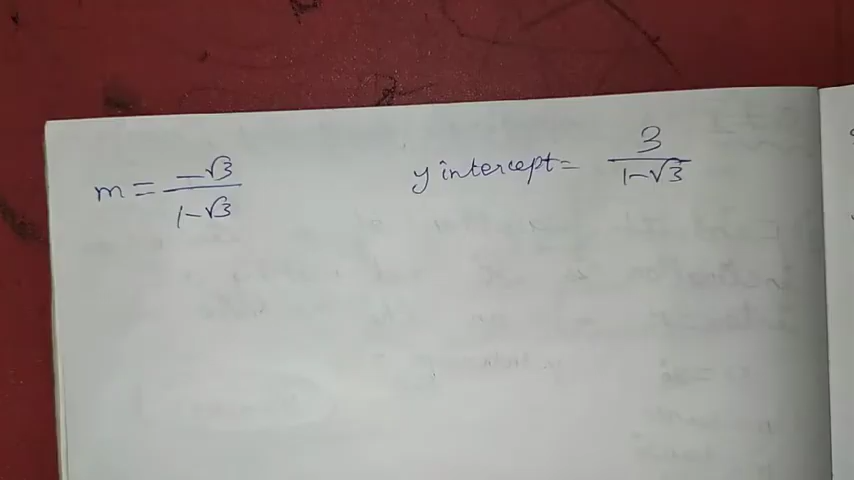 m = -√3 / 1-√3
y intercept = 3 / 1-√3